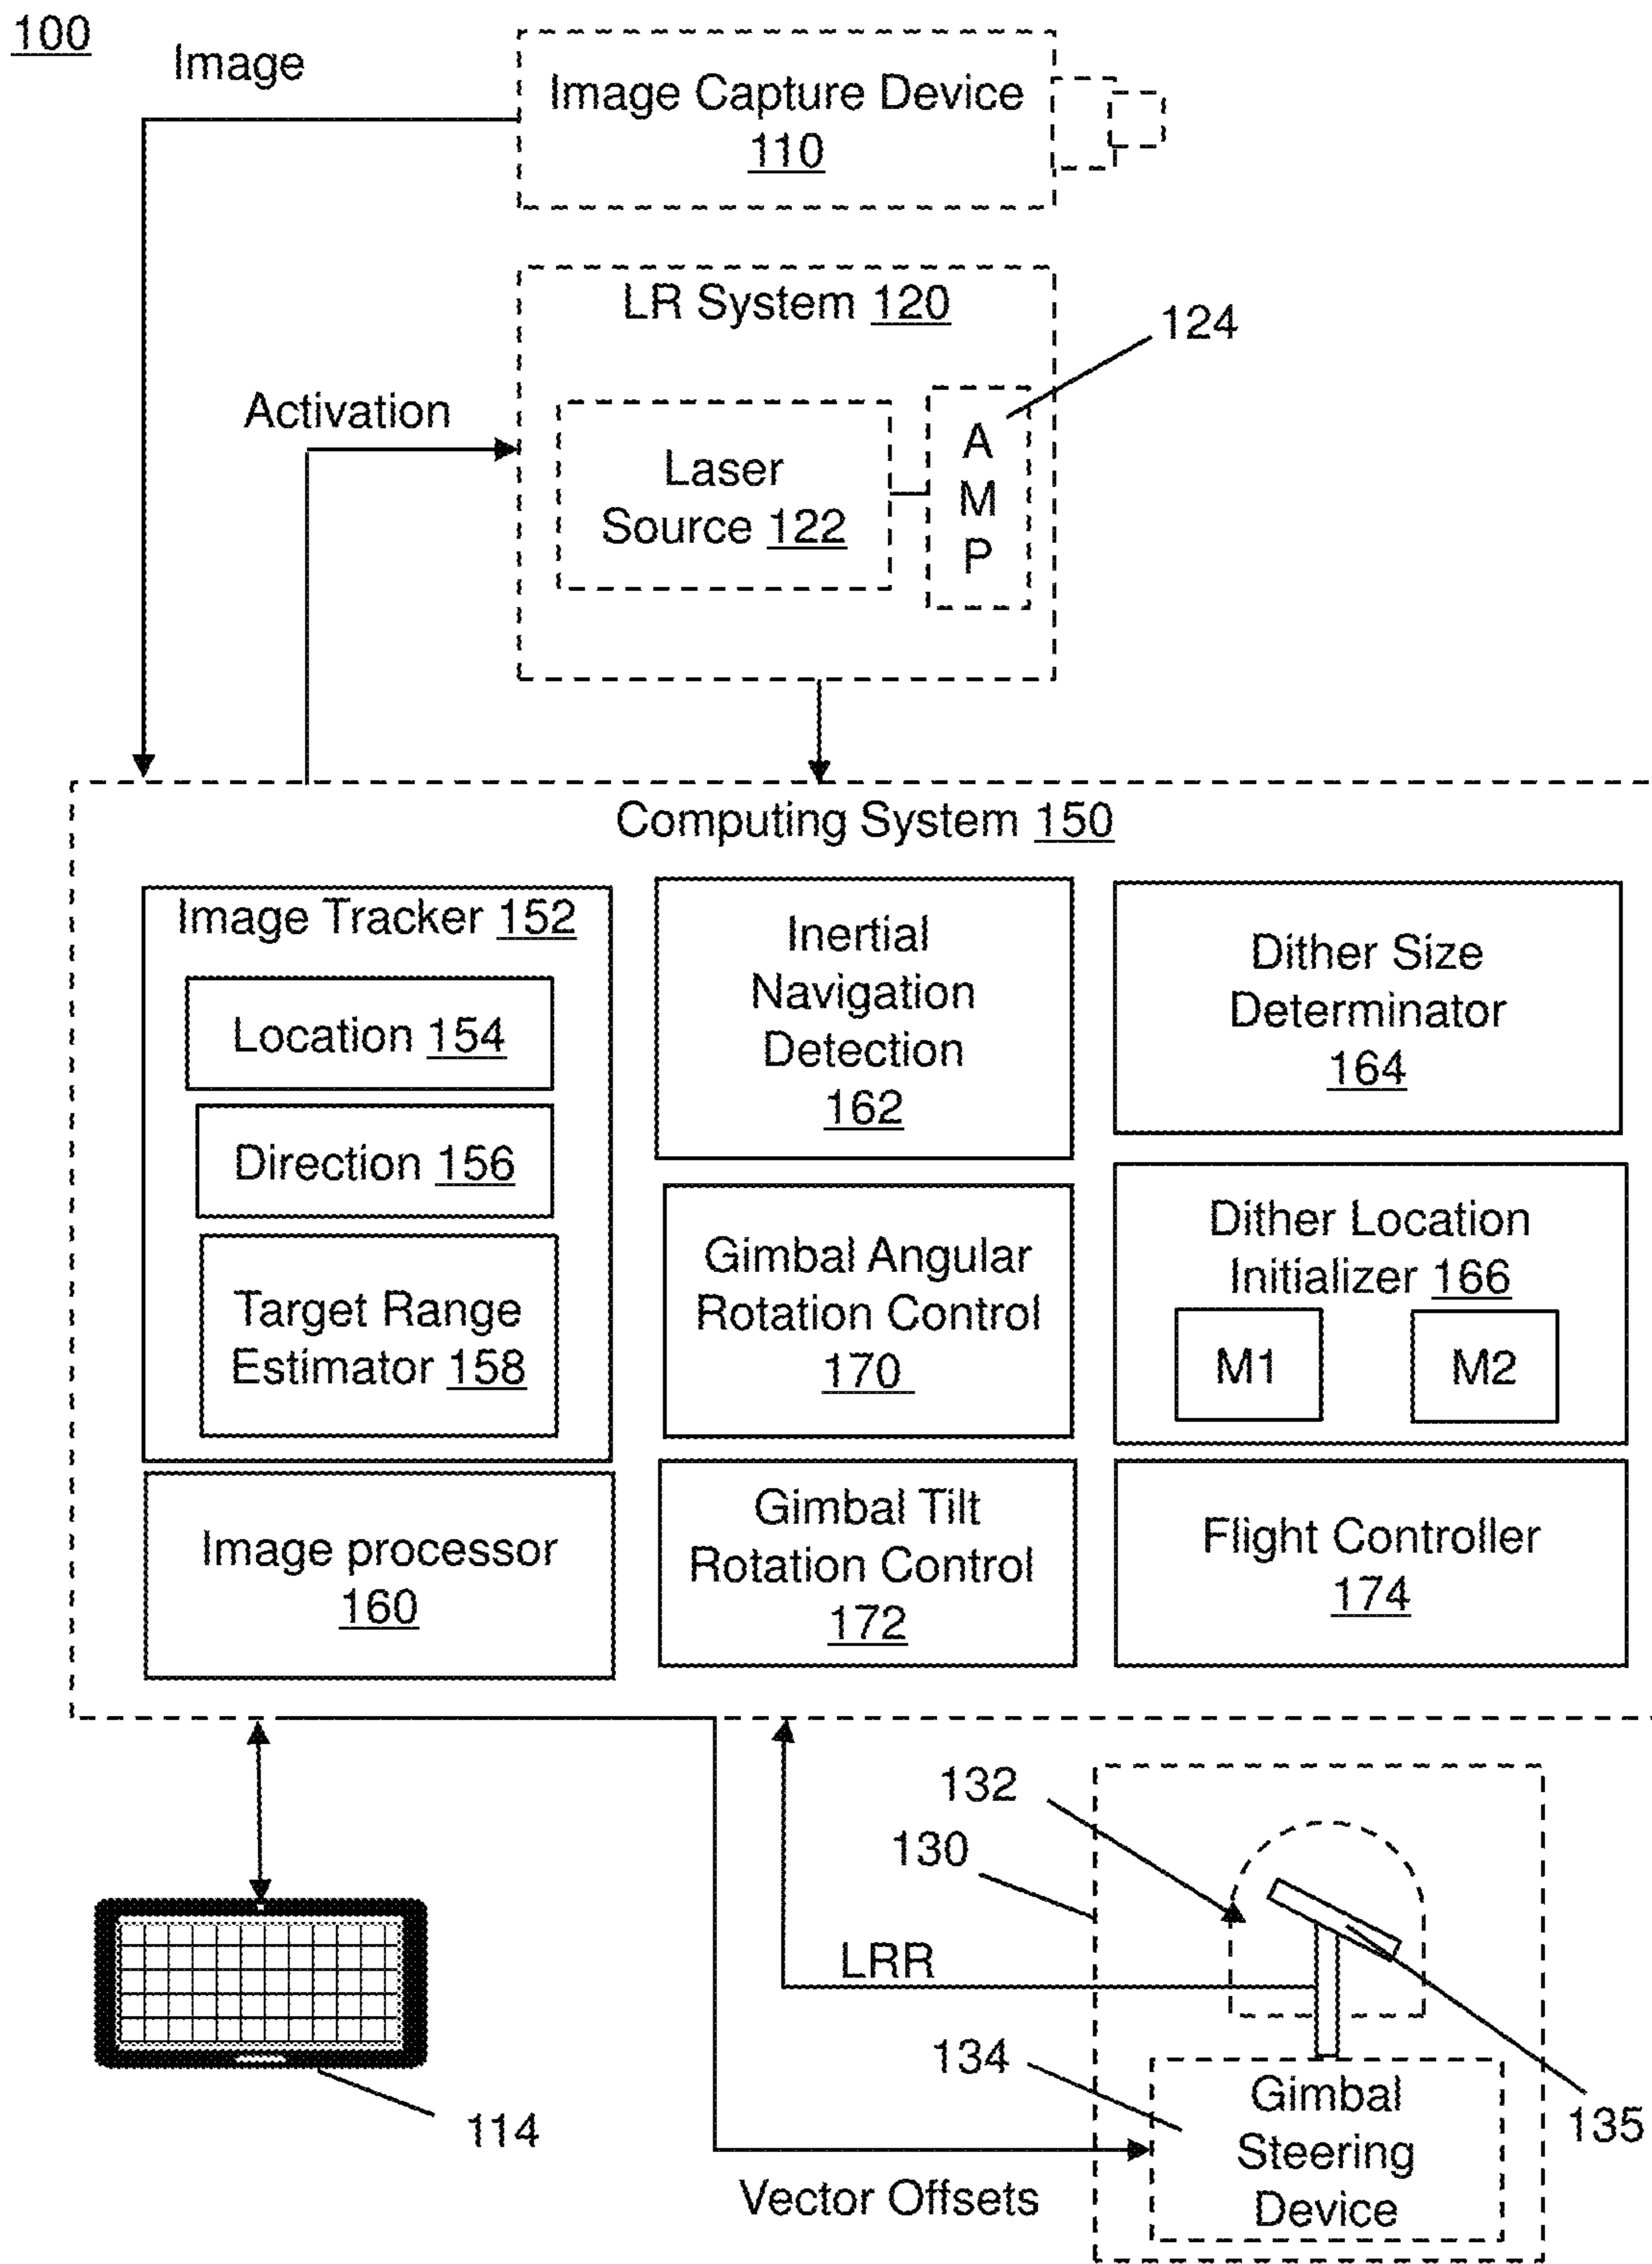 100
Image
Image Capture Device
110
LR System 120
124
Activation
Laser
Source 122
A
M
P
Computing System 150
Image Tracker 152
Location 154
Direction 156
Target Range
Estimator 158
Image processor
160
Inertial
Navigation
Detection
162
Gimbal Angular
Rotation Control
170
Gimbal Tilt
Rotation Control
172
Dither Size
Determinator
164
Dither Location
Initializer 166
M1
M2
Flight Controller
174
132
130
LRR
134
Gimbal
Steering
Device
135
114
Vector Offsets